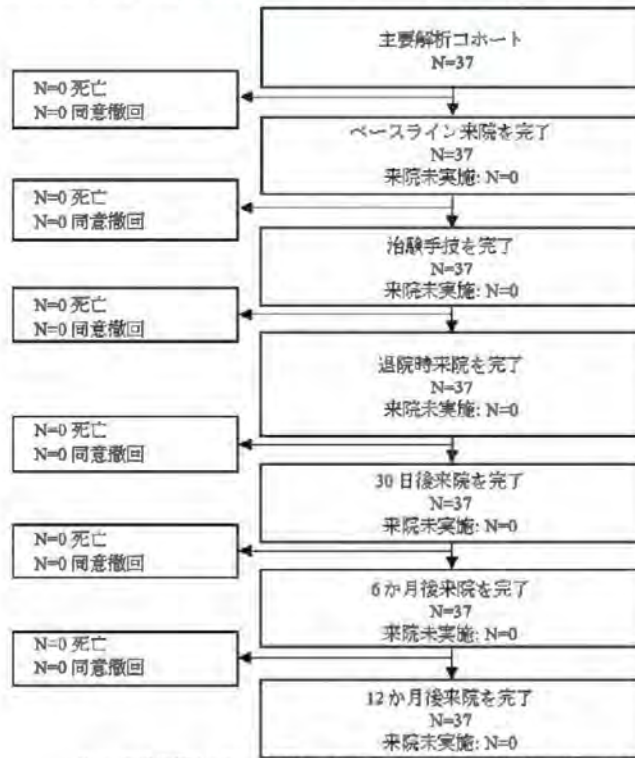 主要解析コホート
N=37
N=0 死亡
N=0 同意撤回
ベースライン来院を完了
N=37
来院未実施: N=0
N=0 死亡
N=0 同意撤回
治験手技を完了
N=37
来院未実施: N=0
N=0 死亡
N=0 同意撤回
退院時来院を完了
N=37
来院未実施: N=0
N=0 死亡
N=0 同意撤回
30日後来院を完了
N=37
来院未実施: N=0
N=0 死亡
N=0 同意撤回
6か月後来院を完了
N=37
来院未実施: N=0
N=0 死亡
N=0 同意撤回
12か月後来院を完了
N=37
来院未実施: N=0